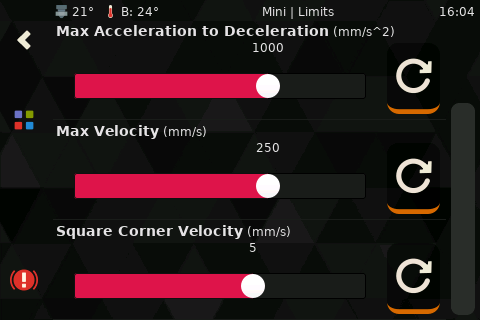 21° B: 24° Mini | Limits 16:04
Max Acceleration to Deceleration (mm/s^2)
1000
Max Velocity (mm/s)
250
Square Corner Velocity (mm/s)
5